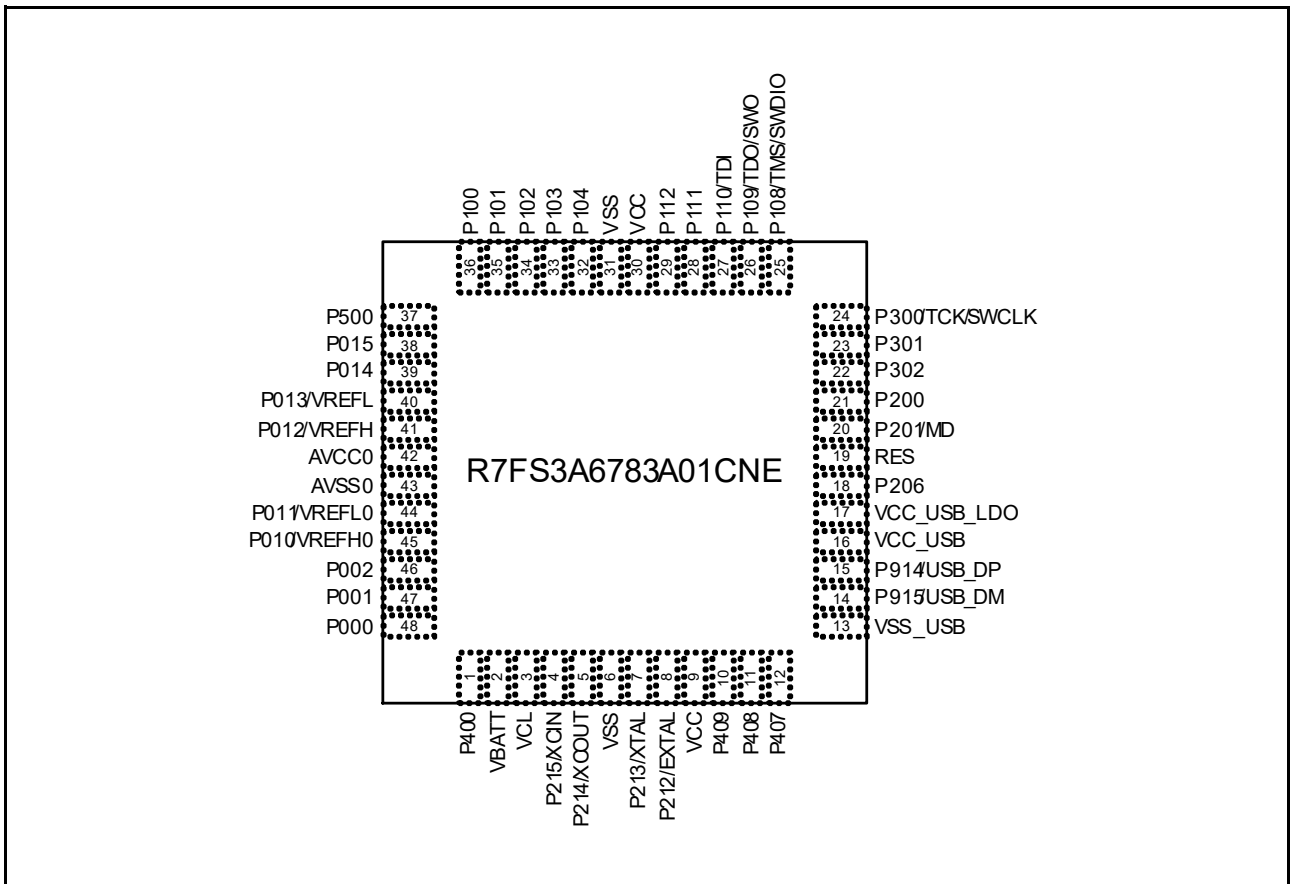 P100
P101
P102
P103
P104
VSS
VCC
P112
P111
P110/TDI
P109/TDO/SWO
P108/TMS/SWDIO
36
35
34
33
32
31
30
29
28
27
26
25
P500 37
P015 38
P014 39
P013/VREFL 40
P012/VREFH 41
AVCC0 42
AVSS0 43
P011/VREFL0 44
P010/VREFH0 45
P002 46
P001 47
P000 48
R7FS3A6783A01CNE
24 P300/TCK/SWCLK
23 P301
22 P302
21 P200
20 P201/MD
19 RES
18 P206
17 VCC_USB_LDO
16 VCC_USB
15 P914/USB_DP
14 P915/USB_DM
13 VSS_USB
1
2
3
4
5
6
7
8
9
10
11
12
P400
VBATT
VCL
P215/XCIN
P214/XCOUT
VSS
P213/XTAL
P212/EXTAL
VCC
P409
P408
P407